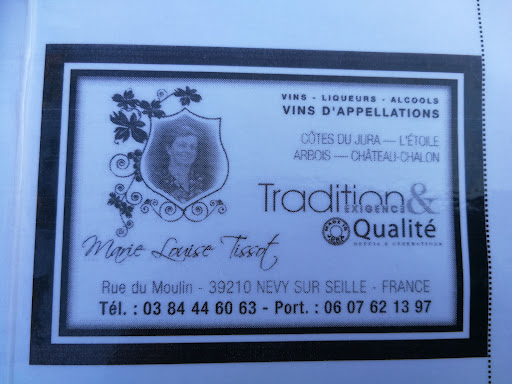 VINS - LIQUEURS - ALCOOLS
VINS D'APPELLATIONS
CÔTES DU JURA — L'ÉTOILE
ARBOIS — CHÂTEAU-CHALON
Tradition &
EXIGENCE
Qualité
Marie Louise Tissot
Rue du Moulin - 39210 NEVY SUR SEILLE - FRANCE
Tél. : 03 84 44 60 63 - Port. : 06 07 62 13 97